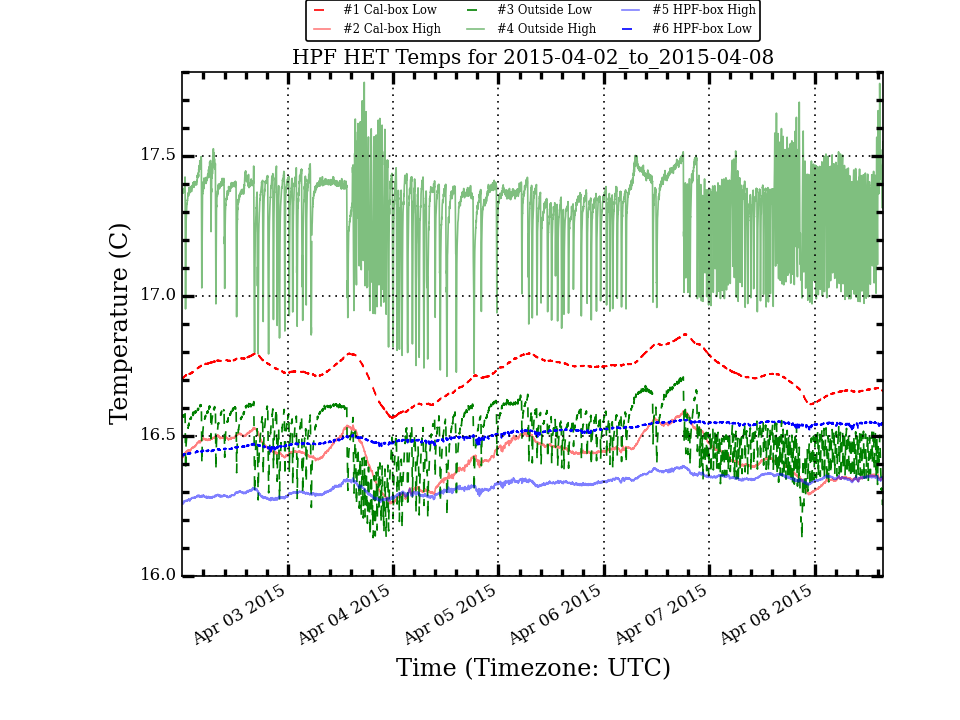 #1 Cal-box Low #3 Outside Low #5 HPF-box High
#2 Cal-box High #4 Outside High #6 HPF-box Low
HPF HET Temps for 2015-04-02_to_2015-04-08
17.5
17.0
16.5
16.0
Temperature (C)
Apr 03 2015 Apr 04 2015 Apr 05 2015 Apr 06 2015 Apr 07 2015 Apr 08 2015
Time (Timezone: UTC)